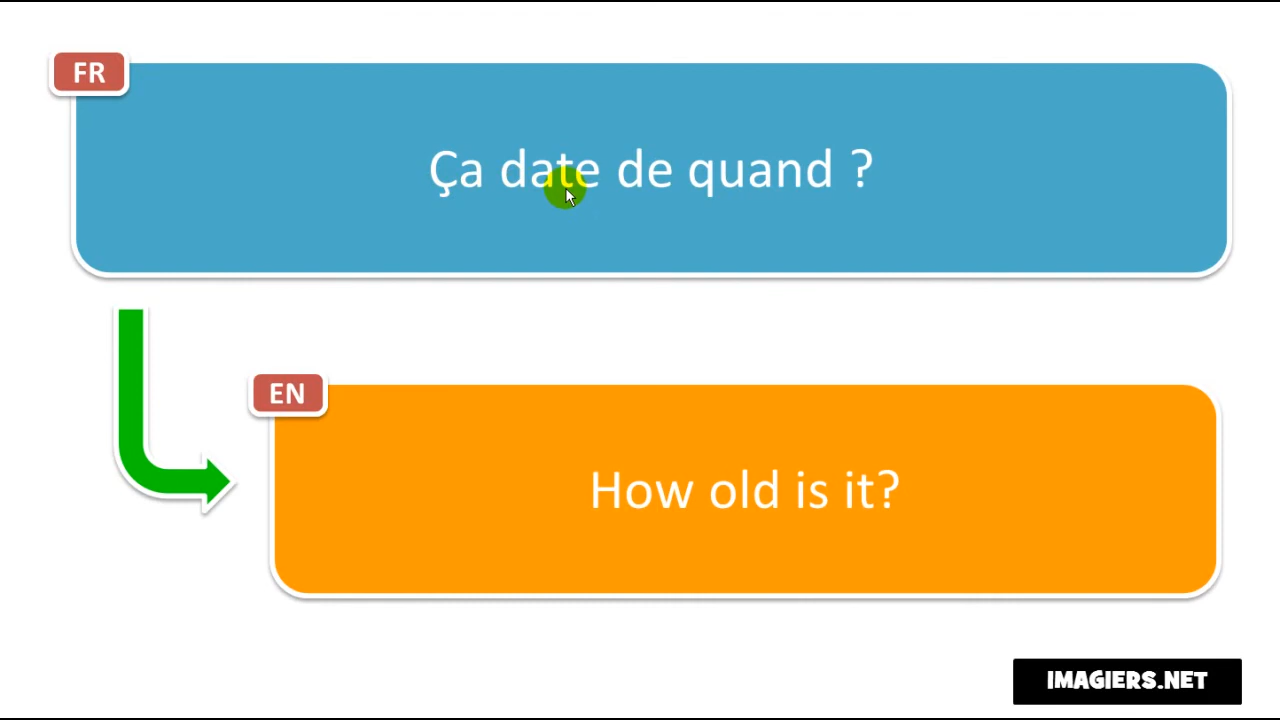 FR
Ça date de quand ?
EN
How old is it?
IMAGIERS.NET